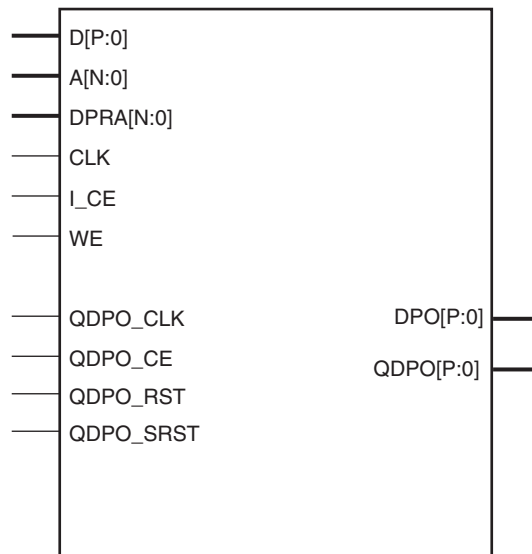 D[P:0]
A[N:0]
DPRA[N:0]
CLK
I_CE
WE
QDPO_CLK
QDPO_CE
QDPO_RST
QDPO_SRST
DPO[P:0]
QDPO[P:0]